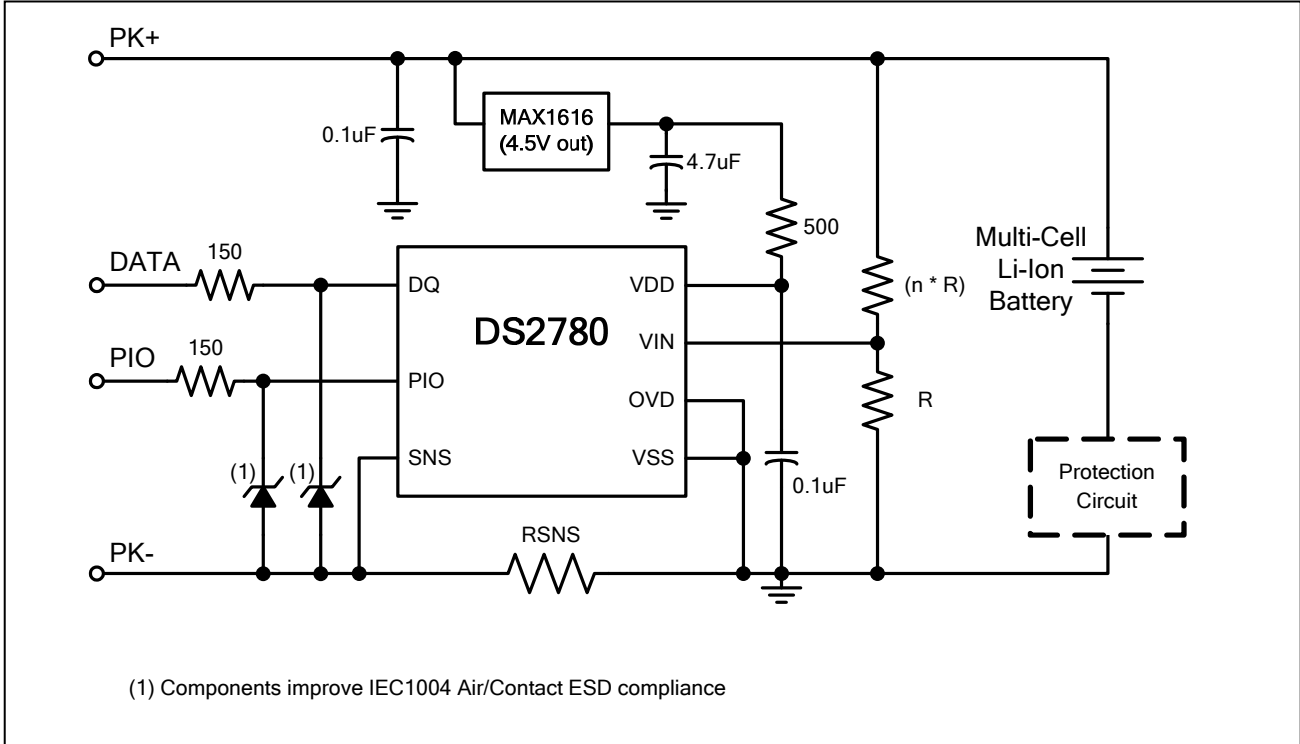 PK+
MAX1616
(4.5V out)
0.1uF
4.7uF
500
Multi-Cell
Li-Ion
Battery
(n * R)
DATA
150
DQ
VDD
DS2780
VIN
PIO
150
PIO
OVD
R
SNS
VSS
(1)
(1)
0.1uF
Protection
Circuit
RSNS
PK-
(1) Components improve IEC1004 Air/Contact ESD compliance